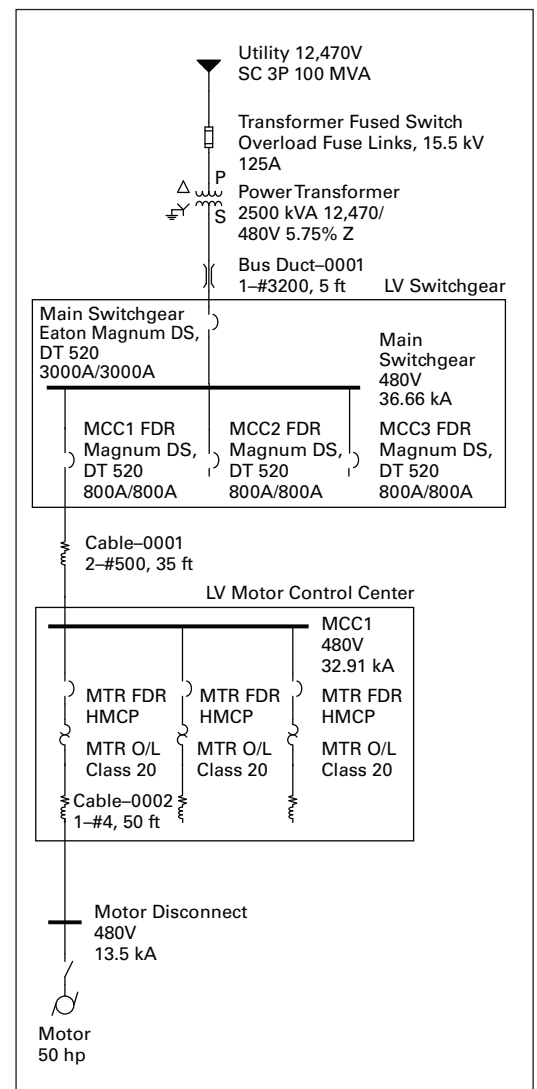 Utility 12,470V
SC 3P 100 MVA
Transformer Fused Switch
Overload Fuse Links, 15.5 kV
125A
P
S
Power Transformer
2500 kVA 12,470/
480V 5.75% Z
Bus Duct–0001
1–#3200, 5 ft
LV Switchgear
Main Switchgear
Eaton Magnum DS,
DT 520
3000A/3000A
Main
Switchgear
480V
36.66 kA
MCC1 FDR
Magnum DS,
DT 520
800A/800A
MCC2 FDR
Magnum DS,
DT 520
800A/800A
MCC3 FDR
Magnum DS,
DT 520
800A/800A
Cable–0001
2–#500, 35 ft
LV Motor Control Center
MCC1
480V
32.91 kA
MTR FDR
HMCP
MTR FDR
HMCP
MTR FDR
HMCP
MTR O/L
Class 20
MTR O/L
Class 20
MTR O/L
Class 20
Cable–0002
1–#4, 50 ft
Motor Disconnect
480V
13.5 kA
Motor
50 hp